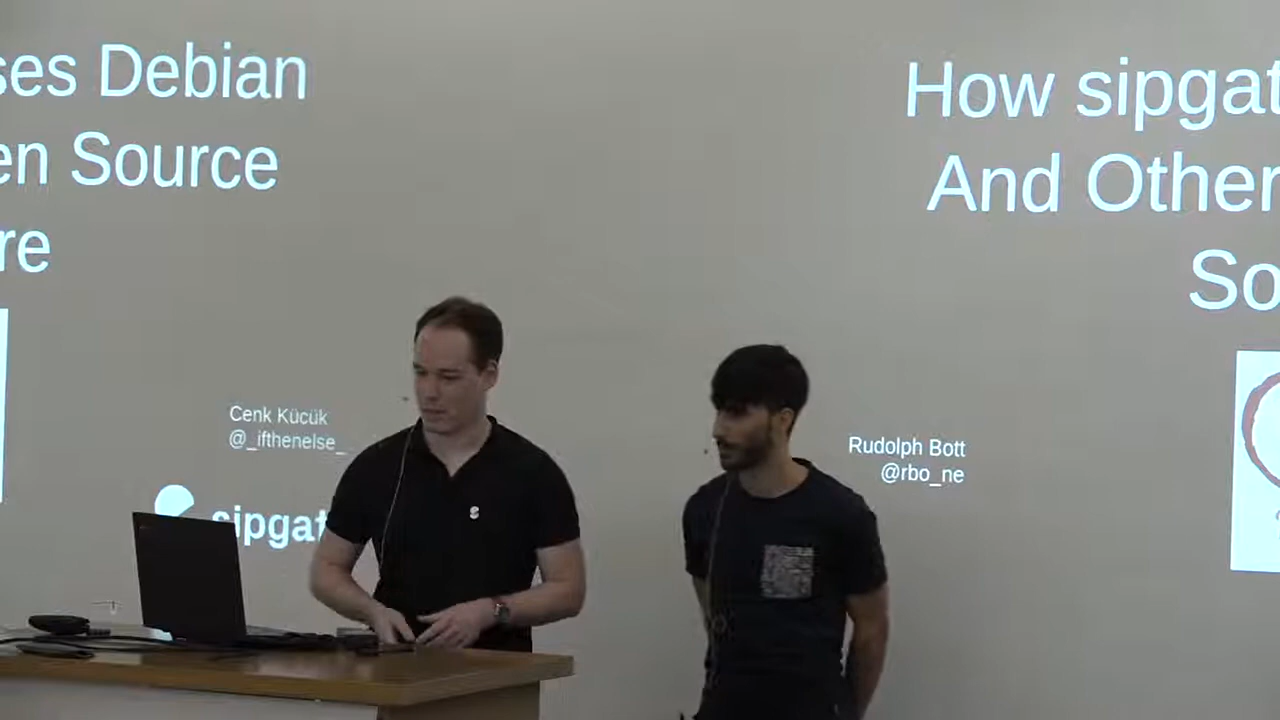 ses Debian
en Source
re
Cenk Kücük
@_ifthenelse_
sipgat
How sipgat
And Other
So
Rudolph Bott
@rbo_ne